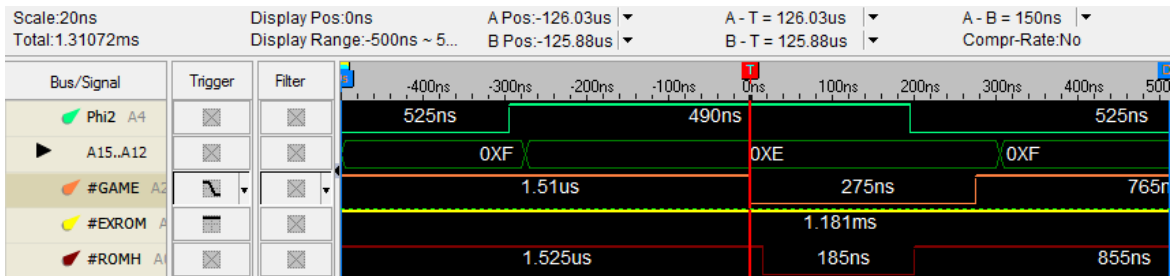 Scale:20ns Display Pos:0ns A Pos:-126.03us A - T = 126.03us A - B = 150ns
Total:1.31072ms Display Range:-500ns ~ 5... B Pos:-125.88us B - T = 125.88us Compr-Rate:No
Bus/Signal Trigger Filter -400ns -300ns -200ns -100ns 0ns 100ns 200ns 300ns 400ns 500
T
Phi2 A4 525ns 490ns 525ns
A15..A12 0XF 0XE 0XF
#GAME A2 1.51us 275ns 765n
#EXROM A 1.181ms
#ROMH 1.525us 185ns 855ns